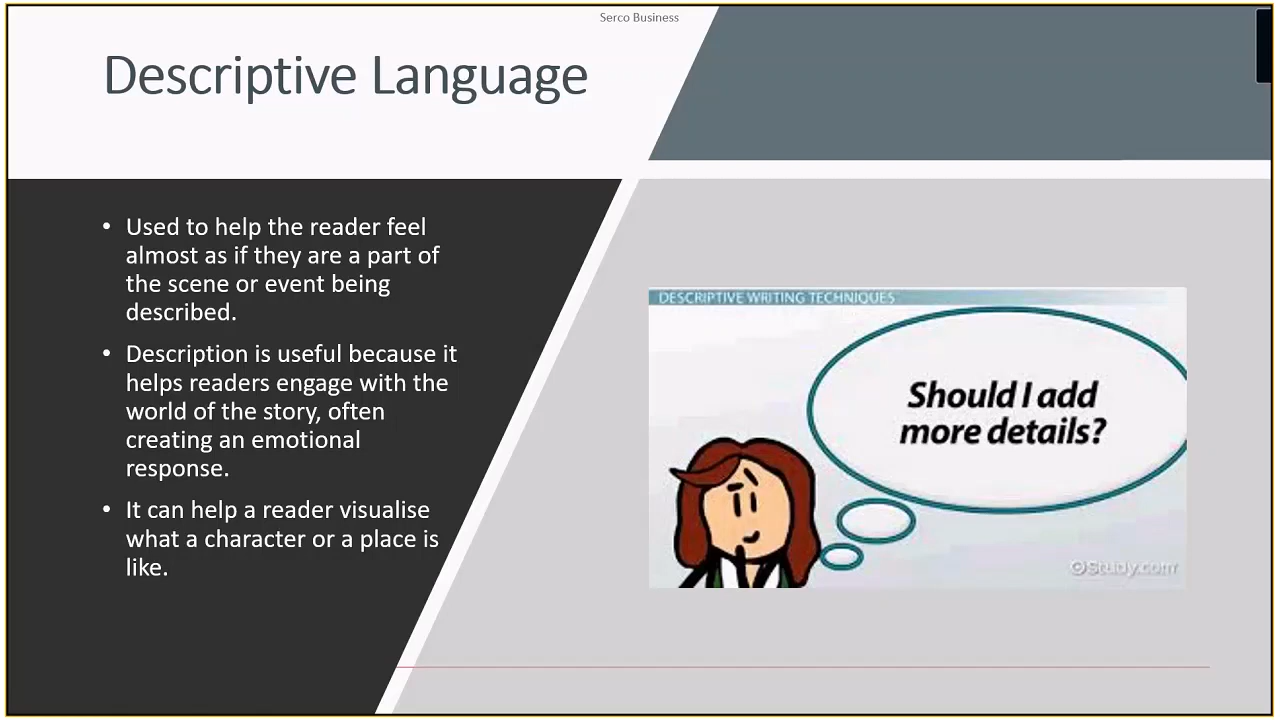 Serco Business
Descriptive Language
• Used to help the reader feel
almost as if they are a part of
the scene or event being
described.
• Description is useful because it
helps readers engage with the
world of the story, often
creating an emotional
response.
• It can help a reader visualise
what a character or a place is
like.
DESCRIPTIVE WRITING TECHNIQUES
Should I add
more details?
©Study.com